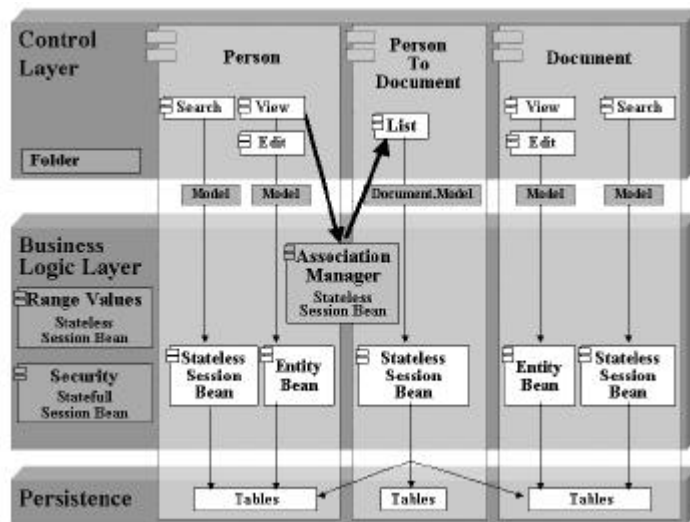 Control
Layer
Folder
Person
Search
View
Edit
Person
To
Document
List
Document
View
Search
Edit
Model
Model
Document.Model
Model
Model
Business
Logic Layer
Range Values
Stateless
Session Bean
Security
Statefull
Session Bean
Association
Manager
Stateless
Session Bean
Stateless
Session
Bean
Entity
Bean
Stateless
Session
Bean
Entity
Bean
Stateless
Session
Bean
Persistence
Tables
Tables
Tables